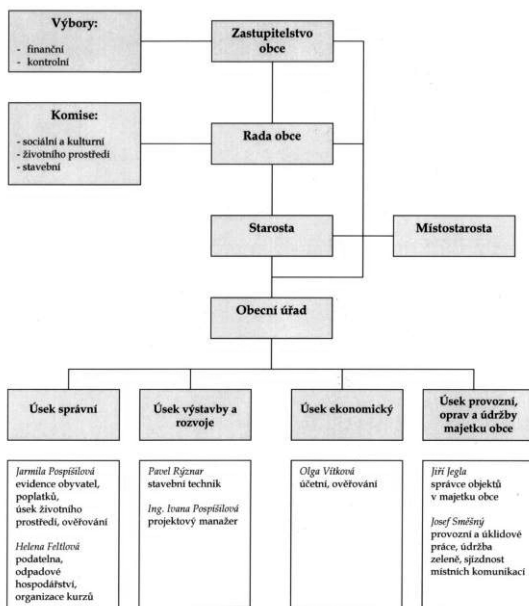 Výbory:
- finanční
- kontrolní
Zastupitelstvo
obce
Komise:
- sociální a kulturní
- životního prostředí
- stavební
Rada obce
Starosta
Místostarosta
Obecní úřad
Úsek správní
Úsek výstavby a
rozvoje
Úsek ekonomický
Úsek provozní,
oprav a údržby
majetku obce
Jarmila Pospíšilová
evidence obyvatel,
poplatků,
úsek životního
prostředí, ověřování
Helena Feltlová
podatelna,
odpadové
hospodářství,
organizace kurzů
Pavel Rýznar
stavební technik
Ing. Ivana Pospíšilová
projektový manažer
Olga Vítková
účetní, ověřování
Jiří Jegla
správce objektů
v majetku obce
Josef Směšný
provozní a úklidové
práce, údržba
zeleně, sjízdnost
místních komunikací